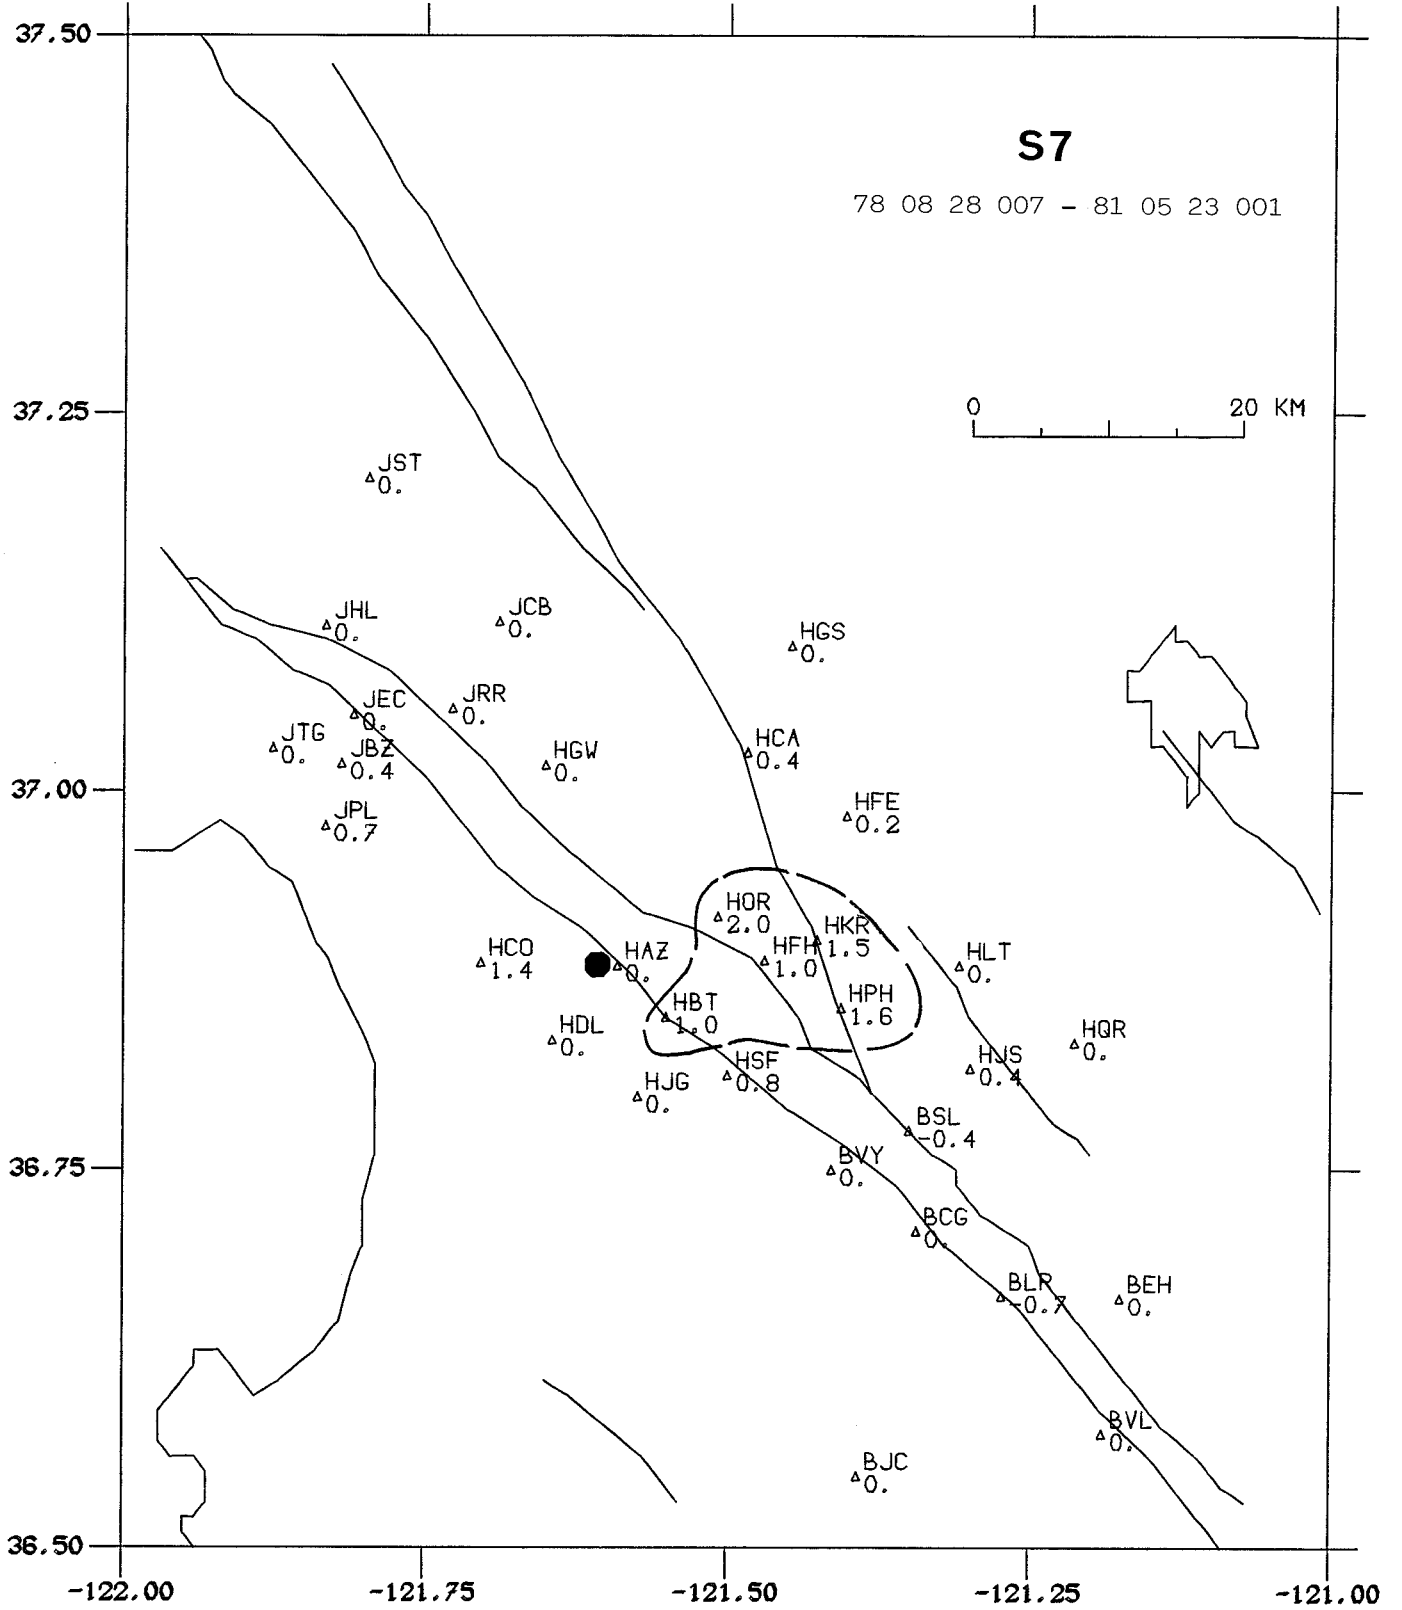 37.50
S7
78 08 28 007 – 81 05 23 001
37.25
0 20 KM
JST
0.
JHL
0.
JCB
0.
HGS
0.
JEC
0.
JRR
0.
JTG
0.
JBZ
0.4
HGW
0.
HCA
0.4
37.00
JPL
0.7
HFE
0.2
HOR
2.0
HKR
1.5
HCO
1.4
HAZ
0.
HFH
1.0
HLT
0.
HBT
1.0
HPH
1.6
HDL
0.
HQR
0.
HSF
0.8
HJS
0.4
HJG
0.
BSL
-0.4
36.75
BVY
0.
BCG
0.
BLR
-0.7
BEH
0.
BVL
0.
BJC
0.
36.50
-122.00 -121.75 -121.50 -121.25 -121.00